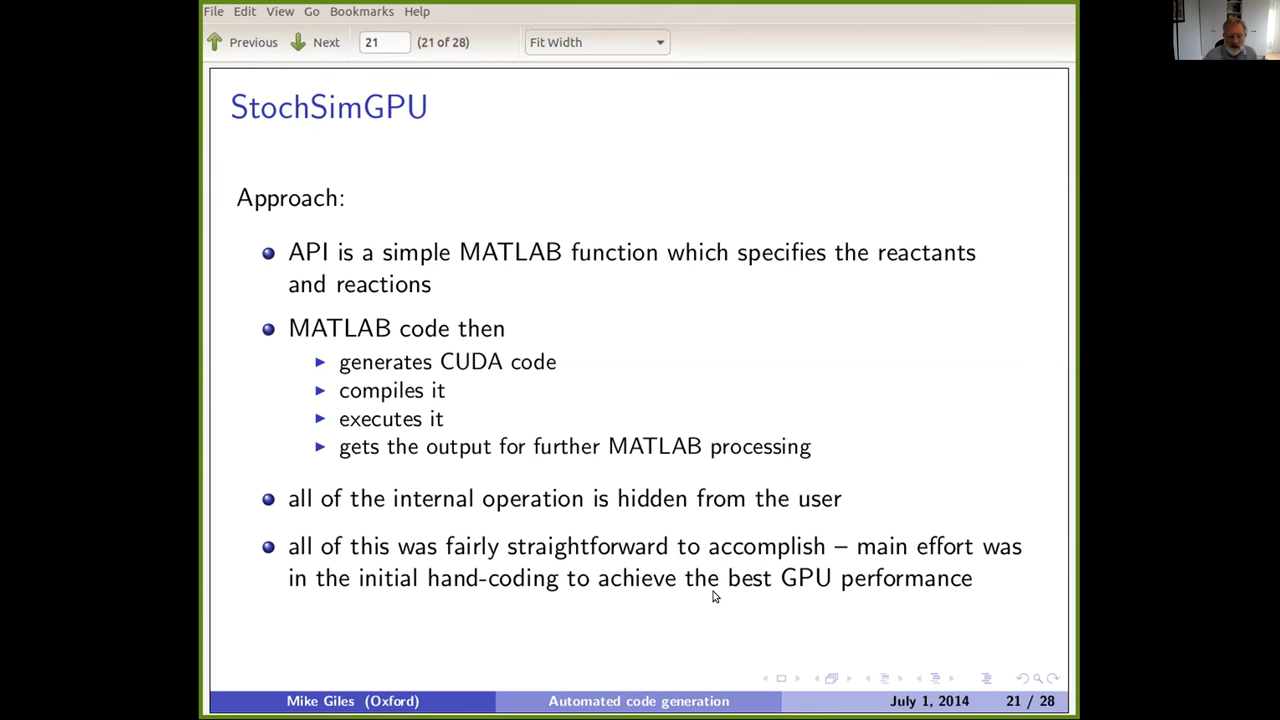 File Edit View Go Bookmarks Help
Previous Next 21 (21 of 28) Fit Width
StochSimGPU
Approach:
API is a simple MATLAB function which specifies the reactants
and reactions
MATLAB code then
generates CUDA code
compiles it
executes it
gets the output for further MATLAB processing
all of the internal operation is hidden from the user
all of this was fairly straightforward to accomplish – main effort was
in the initial hand-coding to achieve the best GPU performance
Mike Giles (Oxford) Automated code generation July 1, 2014 21 / 28